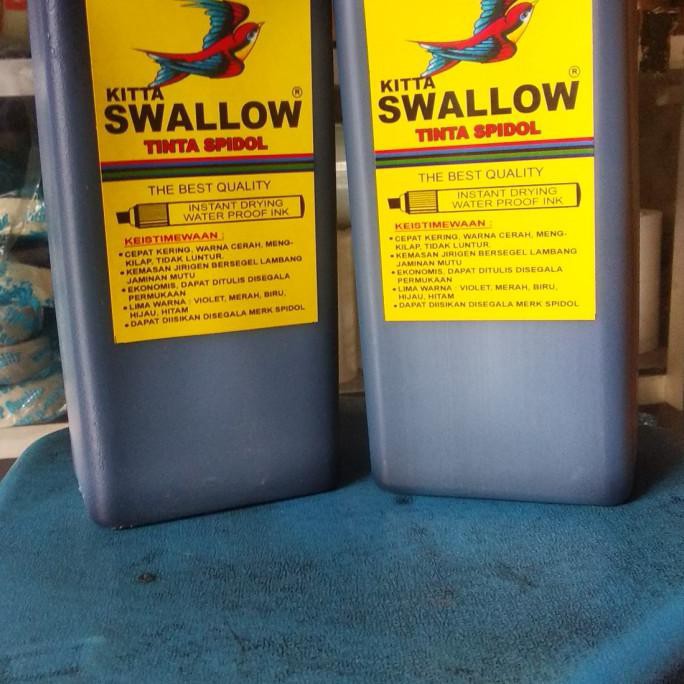 KITTA
SWALLOW ®
TINTA SPIDOL
THE BEST QUALITY
INSTANT DRYING
WATER PROOF INK
KEISTIMEWAAN :
• CEPAT KERING, WARNA CERAH, MENG-
KILAP, TIDAK LUNTUR.
• KEMASAN JIRIGEN BERSEGEL LAMBANG
JAMINAN MUTU
• EKONOMIS, DAPAT DITULIS DISEGALA
PERMUKAAN
• LIMA WARNA : VIOLET, MERAH, BIRU,
HIJAU, HITAM
• DAPAT DIISIKAN DISEGALA MERK SPIDOL
KITTA
SWALLOW ®
TINTA SPIDOL
THE BEST QUALITY
INSTANT DRYING
WATER PROOF INK
KEISTIMEWAAN :
• CEPAT KERING, WARNA CERAH, MENG-
KILAP, TIDAK LUNTUR.
• KEMASAN JIRIGEN BERSEGEL LAMBANG
JAMINAN MUTU
• EKONOMIS, DAPAT DITULIS DISEGALA
PERMUKAAN
• LIMA WARNA : VIOLET, MERAH, BIRU,
HIJAU, HITAM
• DAPAT DIISIKAN DISEGALA MERK SPIDOL